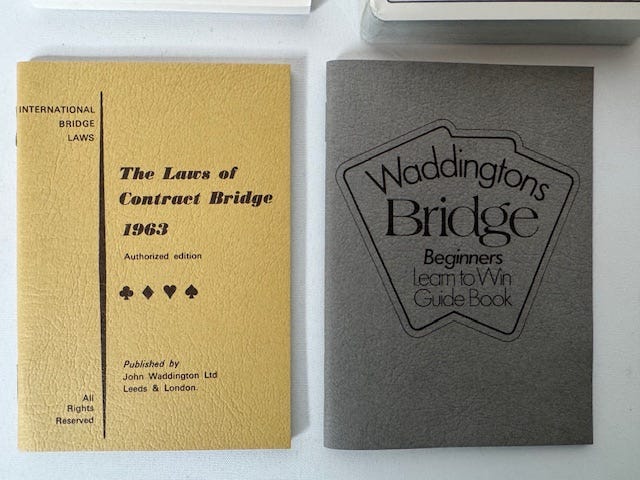 INTERNATIONAL
BRIDGE
LAWS
The Laws of
Contract Bridge
1963
Authorized edition
♣ ♦ ♥ ♠
Published by
John Waddington Ltd
Leeds & London.
All
Rights
Reserved
Waddingtons
Bridge
Beginners
Learn to Win
Guide Book